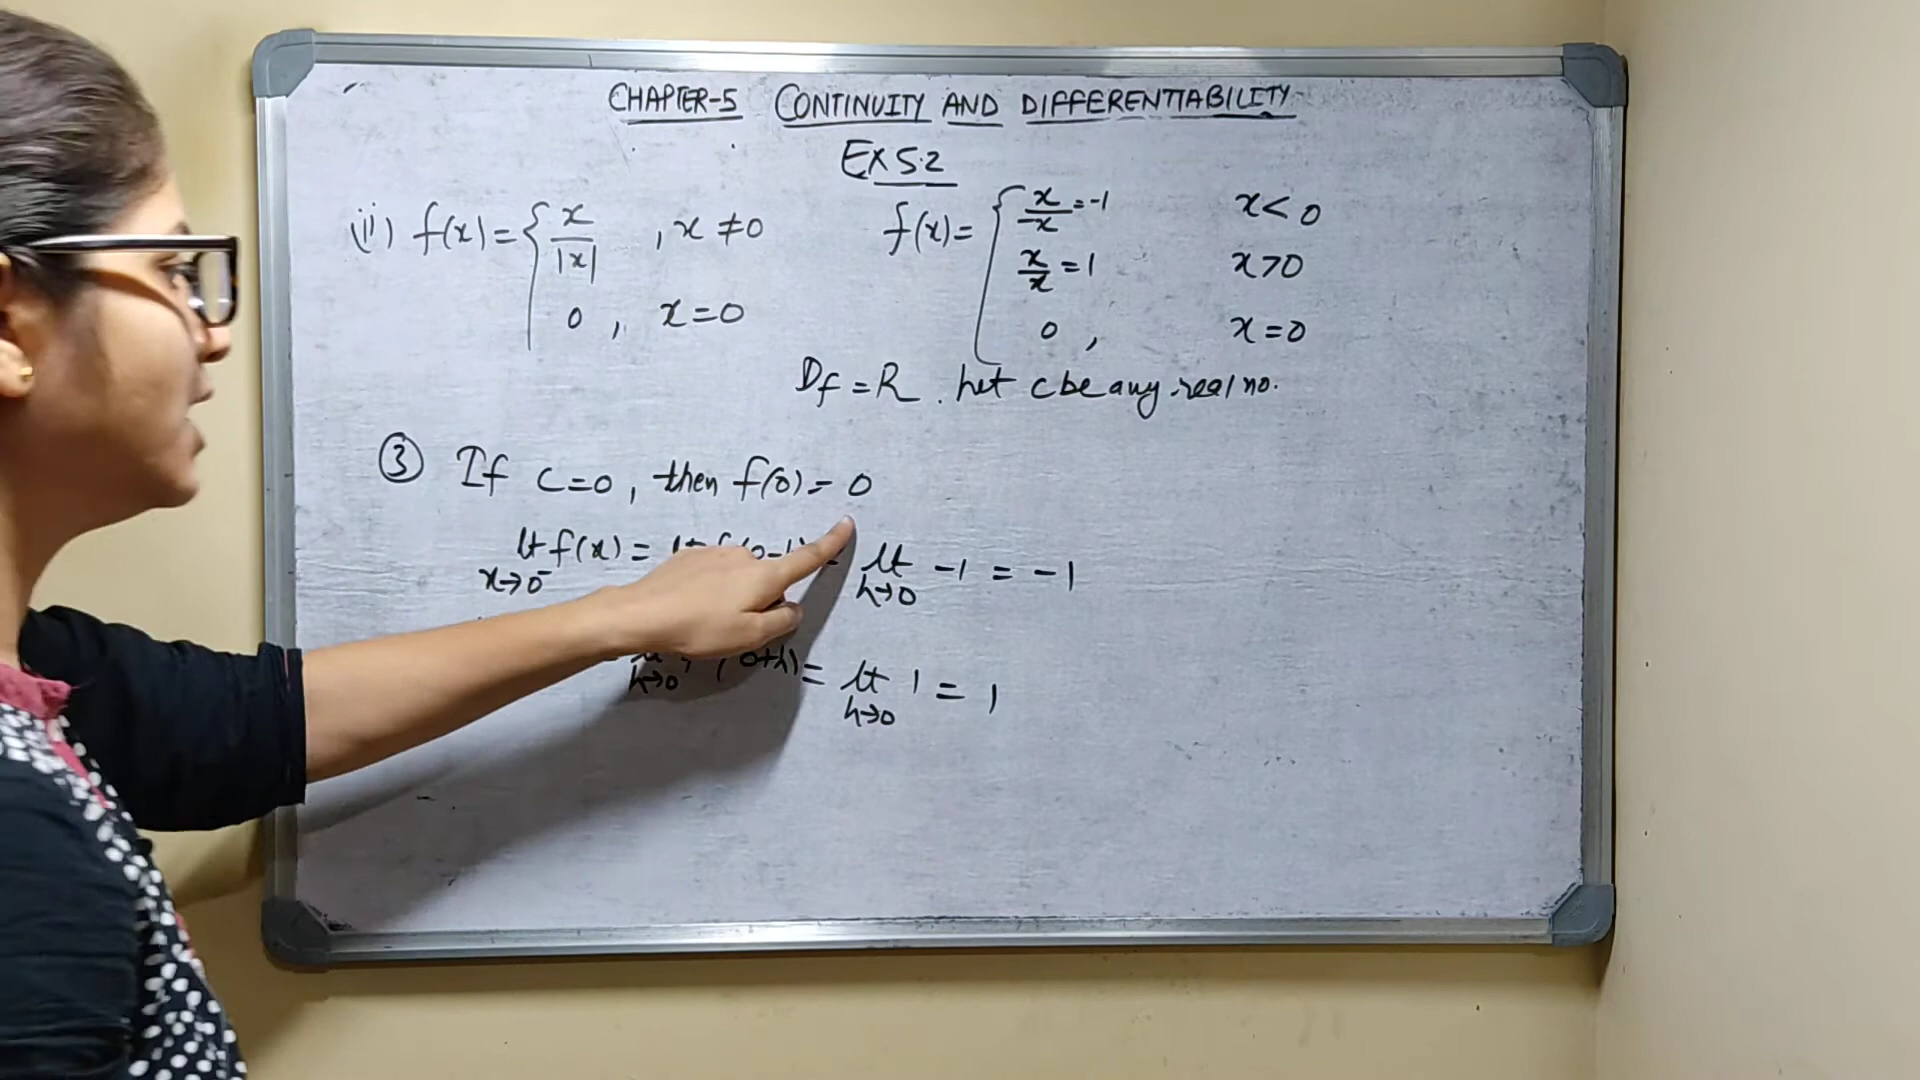 CHAPTER-5 CONTINUITY AND DIFFERENTIABILITY
EX 5.2
(ii) f(x) = { x/|x| , x ≠ 0
0 , x = 0
f(x) = { x/-x = -1 x < 0
x/x = 1 x > 0
0 , x = 0
Df = R . Let c be any real no.
③ If c=0, then f(0) = 0
lt x→0⁻ f(x) = lt h→0 -1 = -1
lt h→0 (0+h) = lt h→0 1 = 1